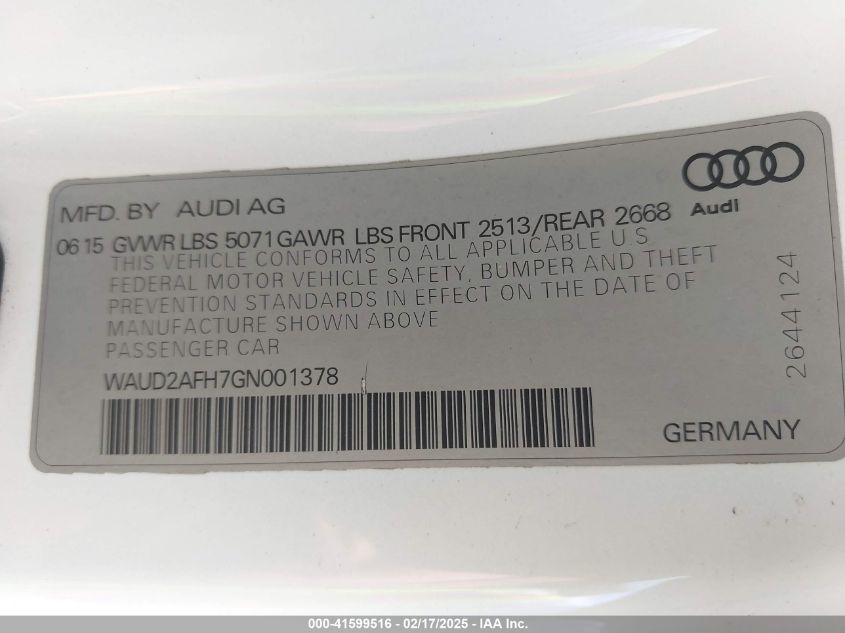 MFD. BY AUDI AG
Audi
06 15 GVWR LBS 5071 GAWR LBS FRONT 2513/REAR 2668
THIS VEHICLE CONFORMS TO ALL APPLICABLE U.S
FEDERAL MOTOR VEHICLE SAFETY, BUMPER AND THEFT
PREVENTION STANDARDS IN EFFECT ON THE DATE OF
MANUFACTURE SHOWN ABOVE
PASSENGER CAR
WAUD2AFH7GN001378
2644124
GERMANY
000-41599516 - 02/17/2025 - IAA Inc.